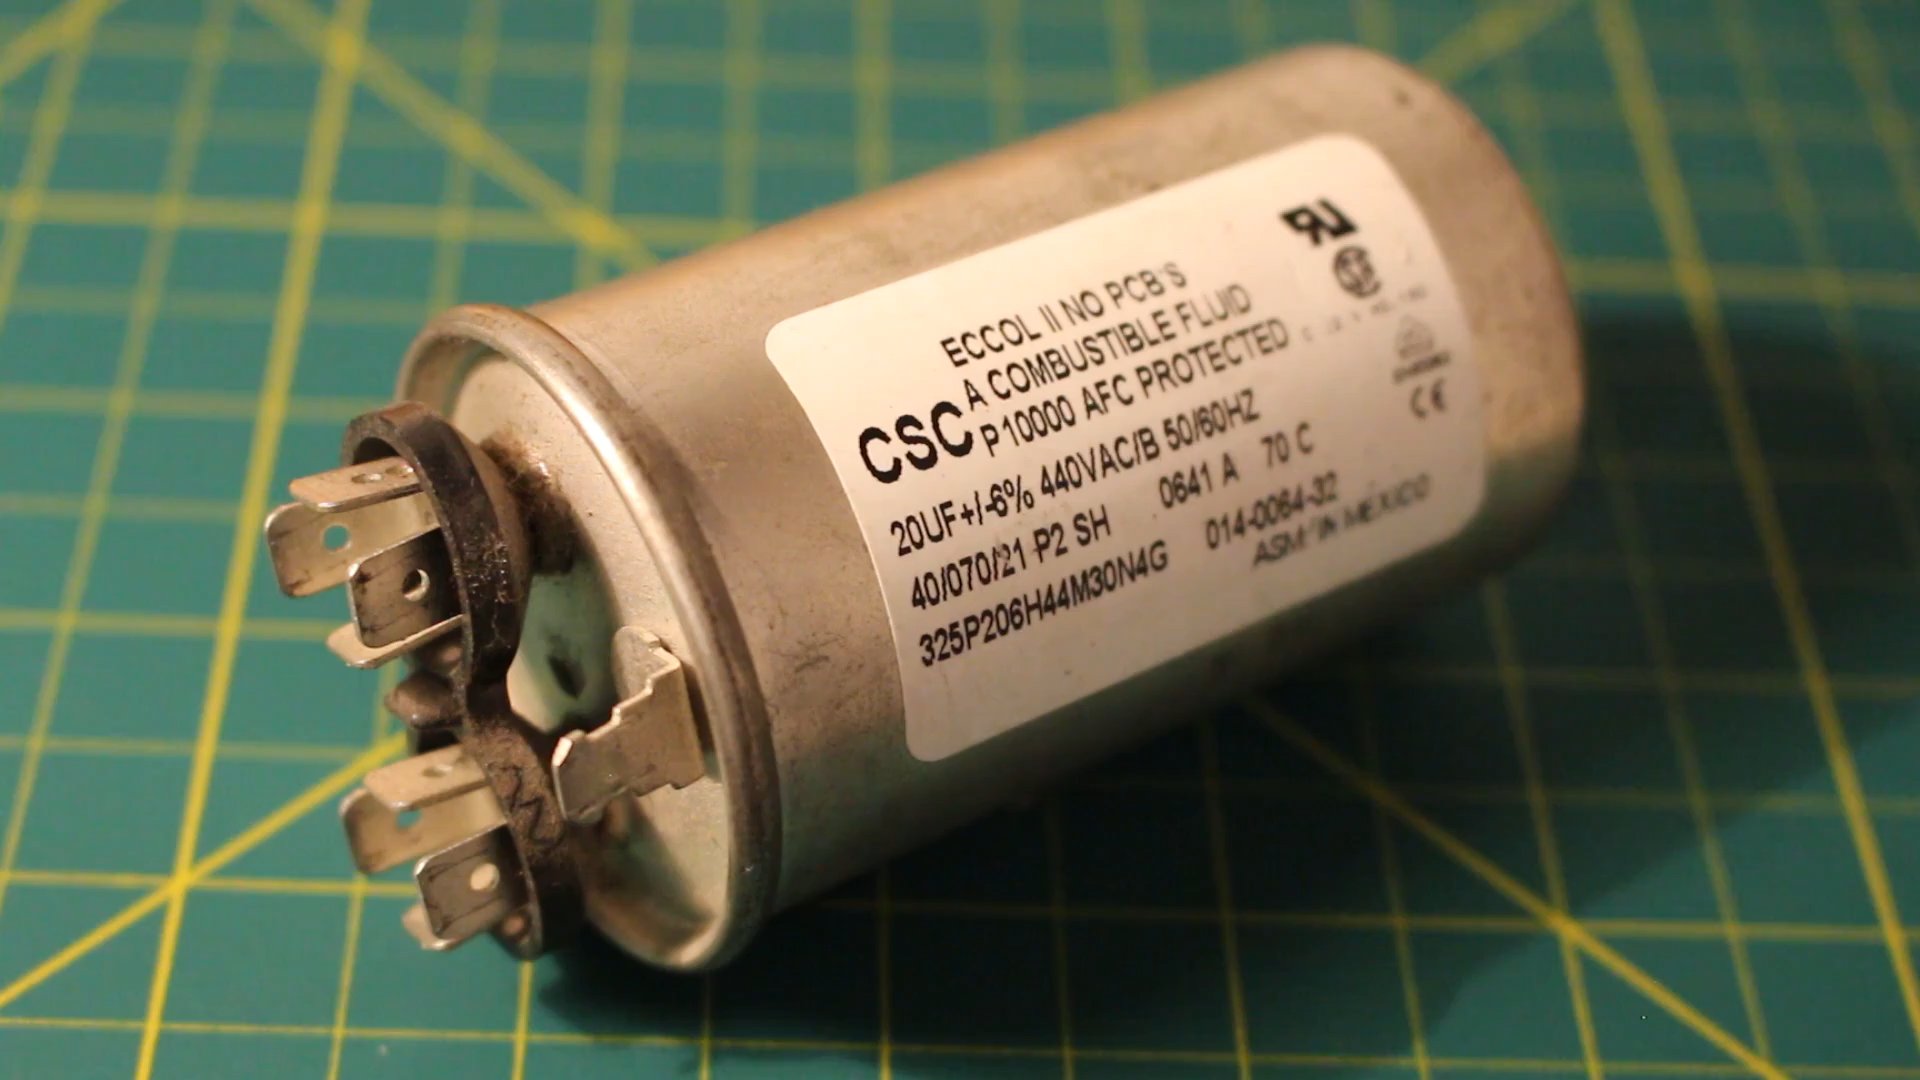 ECCOL II NO PCB'S
A COMBUSTIBLE FLUID
CSC P10000 AFC PROTECTED
20UF+/-6% 440VAC/B 50/60HZ
40/070/21 P2 SH 0641 A 70 C
325P206H44M30N4G 014-0064-32
ASM IN MEXICO
RU
CE